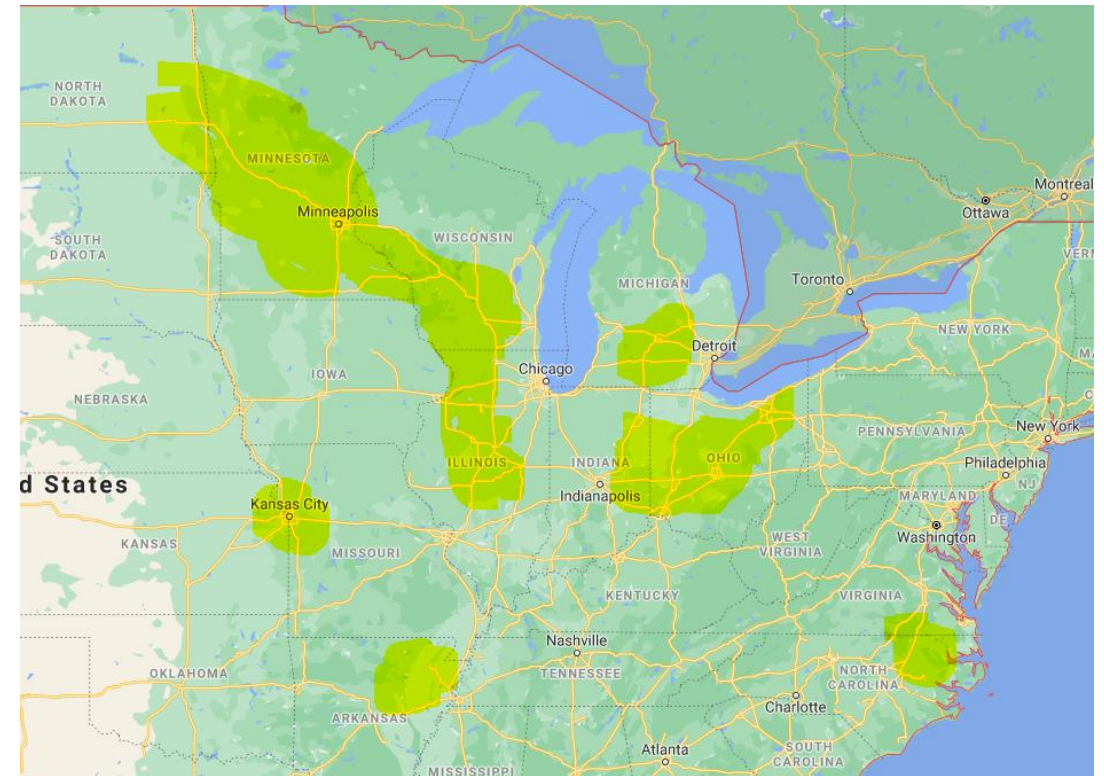 NORTH
DAKOTA
MINNESOTA
Minneapolis
SOUTH
DAKOTA
WISCONSIN
MICHIGAN
Toronto
Ottawa
Montreal
VERM
NEW YORK
MA
Detroit
Chicago
IOWA
NEBRASKA
PENNSYLVANIA
New York
ILLINOIS
INDIANA
OHIO
Philadelphia
NJ
d States
Indianapolis
MARYLAND
DE
Kansas City
Washington
KANSAS
MISSOURI
WEST
VIRGINIA
KENTUCKY
VIRGINIA
Nashville
TENNESSEE
OKLAHOMA
NORTH
CAROLINA
Charlotte
ARKANSAS
Atlanta
SOUTH
CAROLINA
MISSISSIPPI